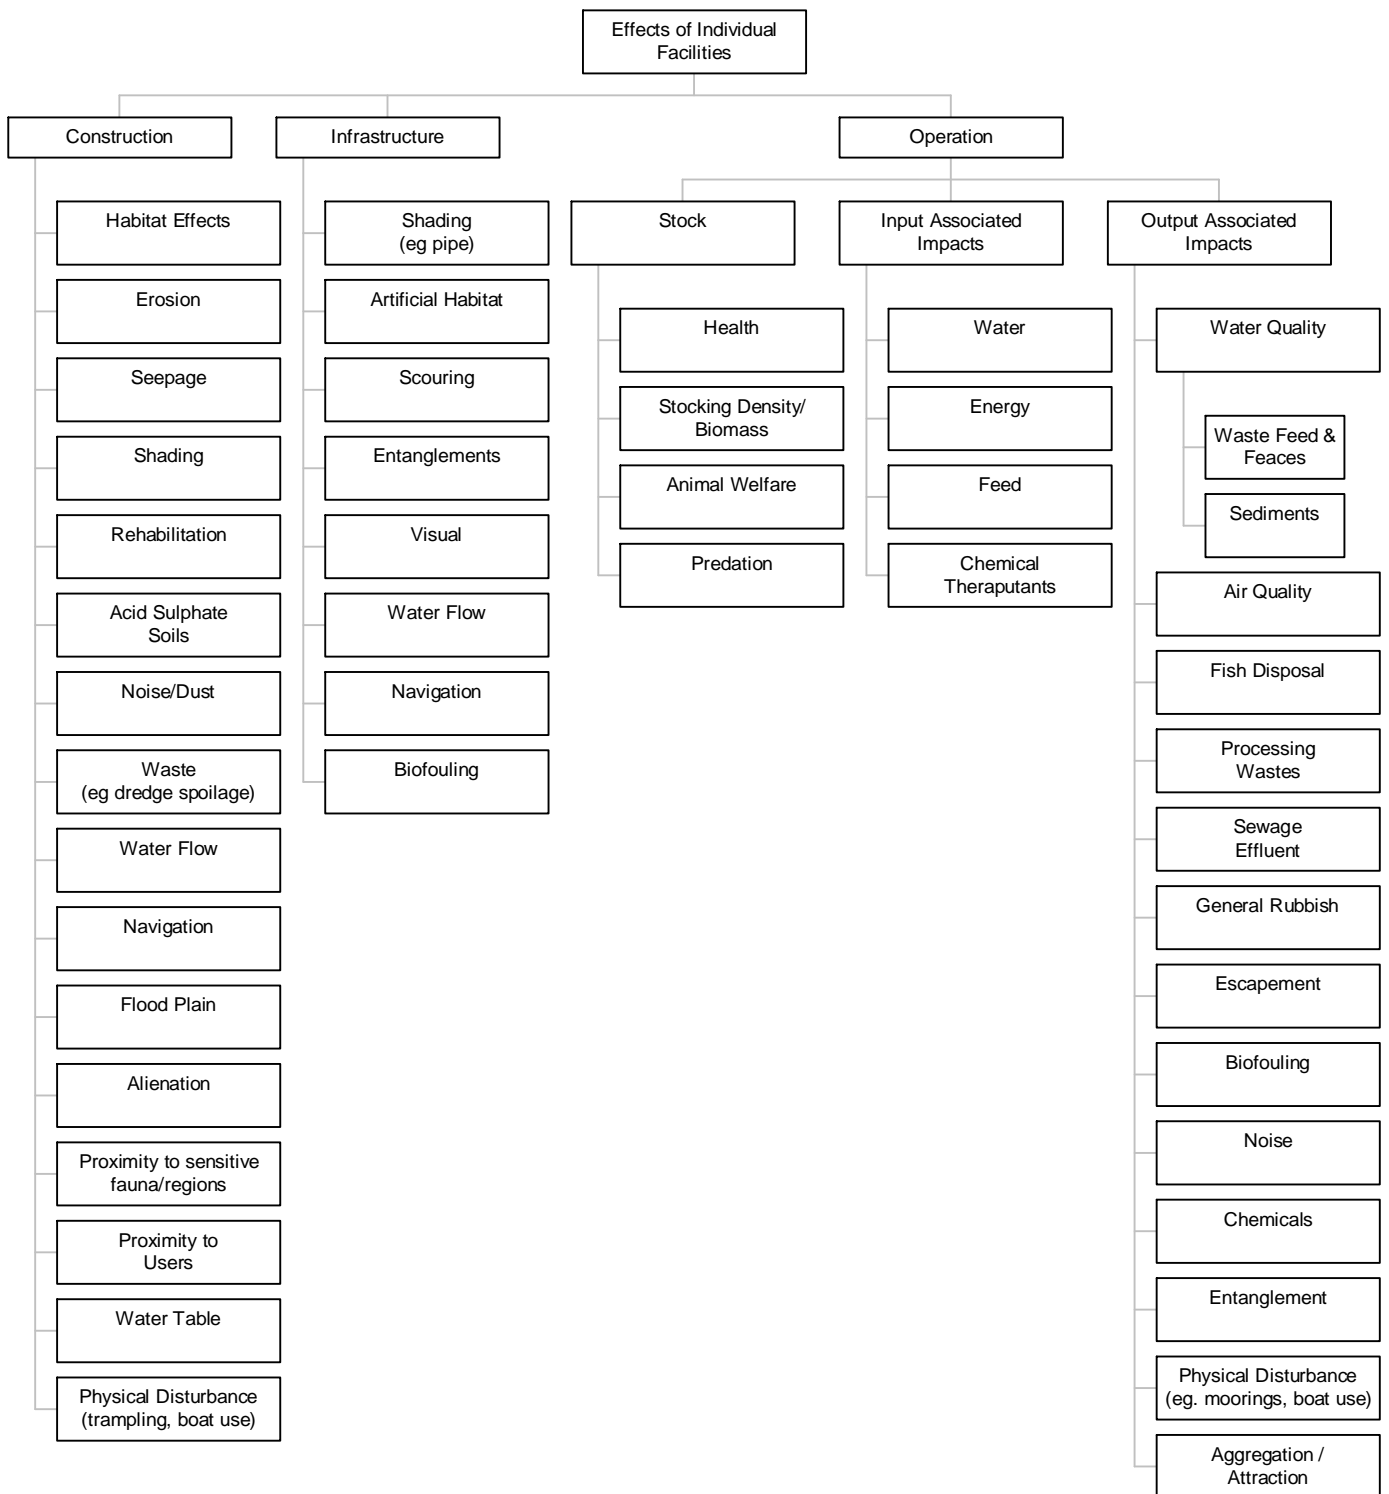 Effects of Individual
Facilities
Construction
Infrastructure
Operation
Habitat Effects
Erosion
Seepage
Shading
Rehabilitation
Acid Sulphate
Soils
Noise/Dust
Waste
(eg dredge spoilage)
Water Flow
Navigation
Flood Plain
Alienation
Proximity to sensitive
fauna/regions
Proximity to
Users
Water Table
Physical Disturbance
(trampling, boat use)
Shading
(eg pipe)
Artificial Habitat
Scouring
Entanglements
Visual
Water Flow
Navigation
Biofouling
Stock
Health
Stocking Density/
Biomass
Animal Welfare
Predation
Input Associated
Impacts
Water
Energy
Feed
Chemical
Theraputants
Output Associated
Impacts
Water Quality
Waste Feed &
Feaces
Sediments
Air Quality
Fish Disposal
Processing
Wastes
Sewage
Effluent
General Rubbish
Escapement
Biofouling
Noise
Chemicals
Entanglement
Physical Disturbance
(eg. moorings, boat use)
Aggregation /
Attraction